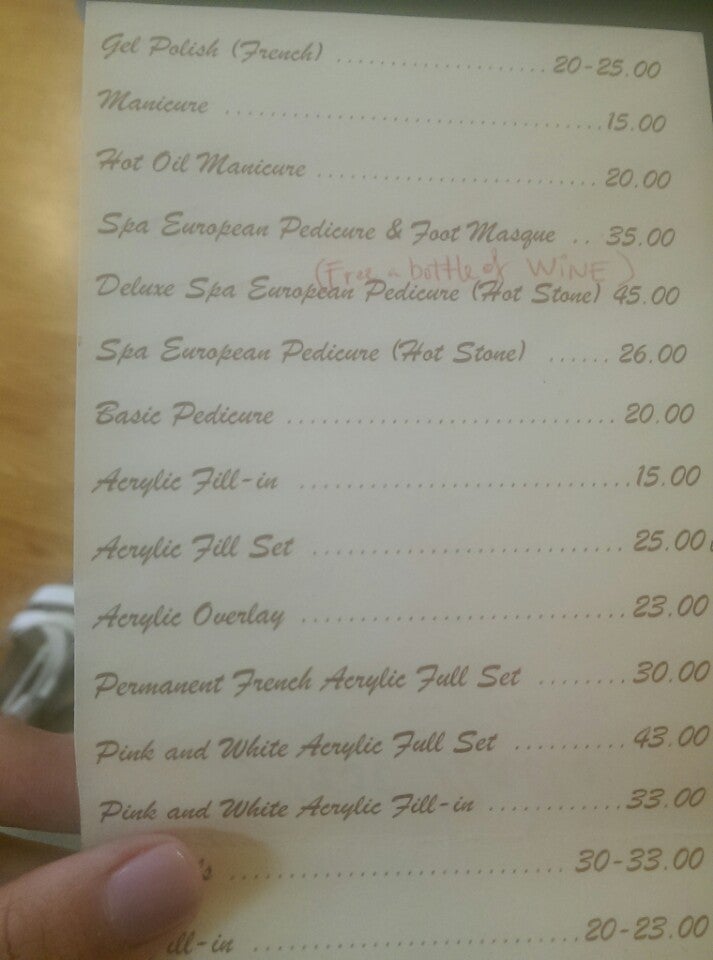 Gel Polish (French) .................... 20-25.00
Manicure .................................... 15.00
Hot Oil Manicure .......................... 20.00
Spa European Pedicure & Foot Masque .. 35.00
(Free a bottle of WINE)
Deluxe Spa European Pedicure (Hot Stone) 45.00
Spa European Pedicure (Hot Stone) ...... 26.00
Basic Pedicure ............................... 20.00
Acrylic Fill-in ............................... 15.00
Acrylic Fill Set ............................. 25.00
Acrylic Overlay .............................. 23.00
Permanent French Acrylic Full Set ........ 30.00
Pink and White Acrylic Full Set .......... 43.00
Pink and White Acrylic Fill-in ............ 33.00
............................... 30-33.00
............................... 20-23.00